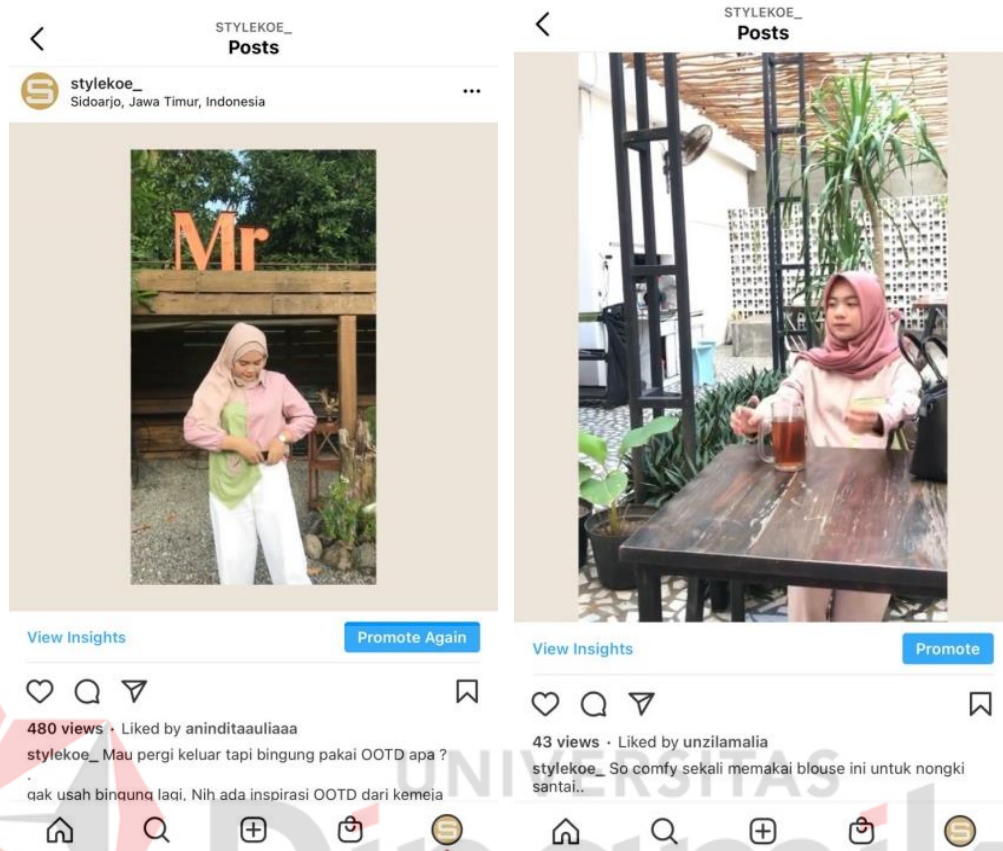 STYLEKOE_
Posts
stylekoe_
Sidoarjo, Jawa Timur, Indonesia
Mr
View Insights
Promote Again
480 views · Liked by aninditaauliaaa
stylekoe_ Mau pergi keluar tapi bingung pakai OOTD apa ?
.
gak usah bingung lagi, Nih ada inspirasi OOTD dari kemeja
STYLEKOE_
Posts
View Insights
Promote
43 views · Liked by unzilamalia
stylekoe_ So comfy sekali memakai blouse ini untuk nongki
santai..
UNIVERSITAS